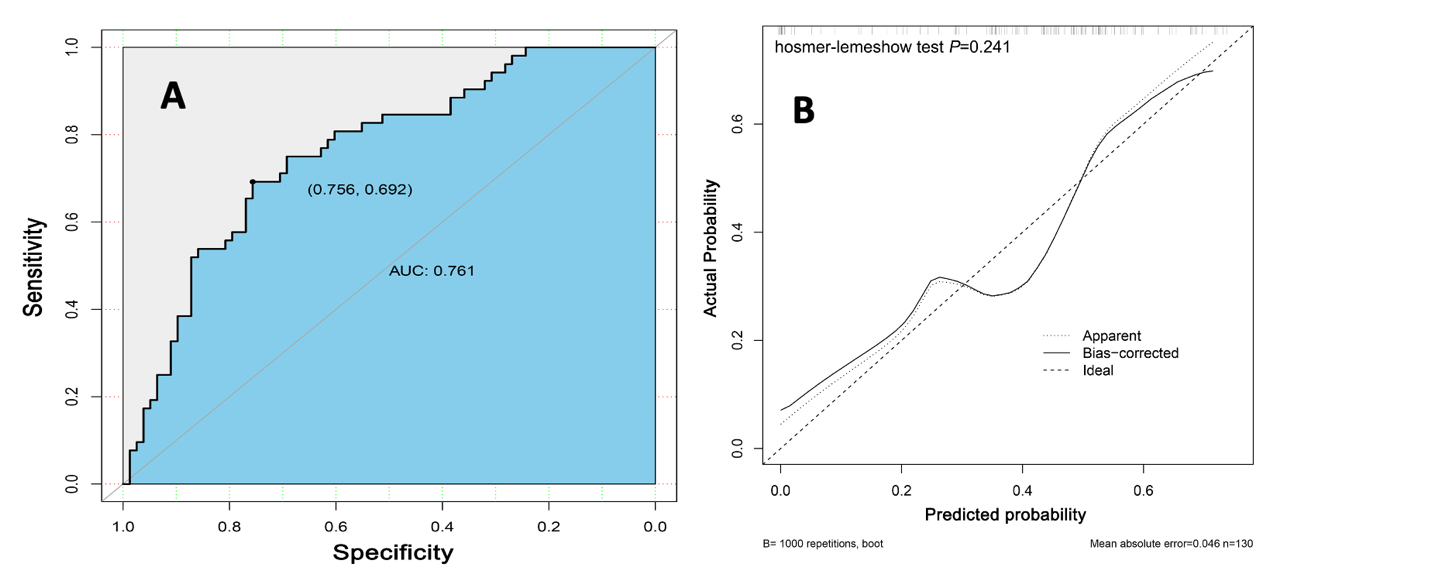 A
(0.756, 0.692)
AUC: 0.761
Sensitivity
0.0 0.2 0.4 0.6 0.8 1.0
1.0 0.8 0.6 0.4 0.2 0.0
Specificity
hosmer-lemeshow test P=0.241
B
Actual Probability
0.0 0.2 0.4 0.6
Apparent
Bias−corrected
Ideal
0.0 0.2 0.4 0.6
Predicted probability
B= 1000 repetitions, boot
Mean absolute error=0.046 n=130